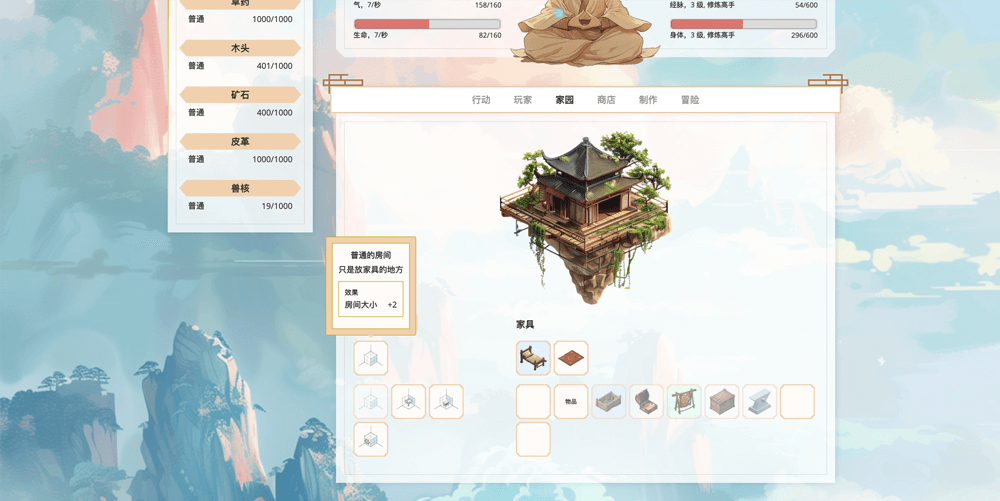 草药
普通 1000/1000
木头
普通 401/1000
矿石
普通 400/1000
皮革
普通 1000/1000
兽核
普通 19/1000
气，7/秒 158/160
生命，7/秒 82/160
经脉，3 级, 修炼高手 54/600
身体，3 级, 修炼高手 296/600
行动 玩家 家园 商店 制作 冒险
普通的房间
只是放家具的地方
效果
房间大小 +2
家具
物品